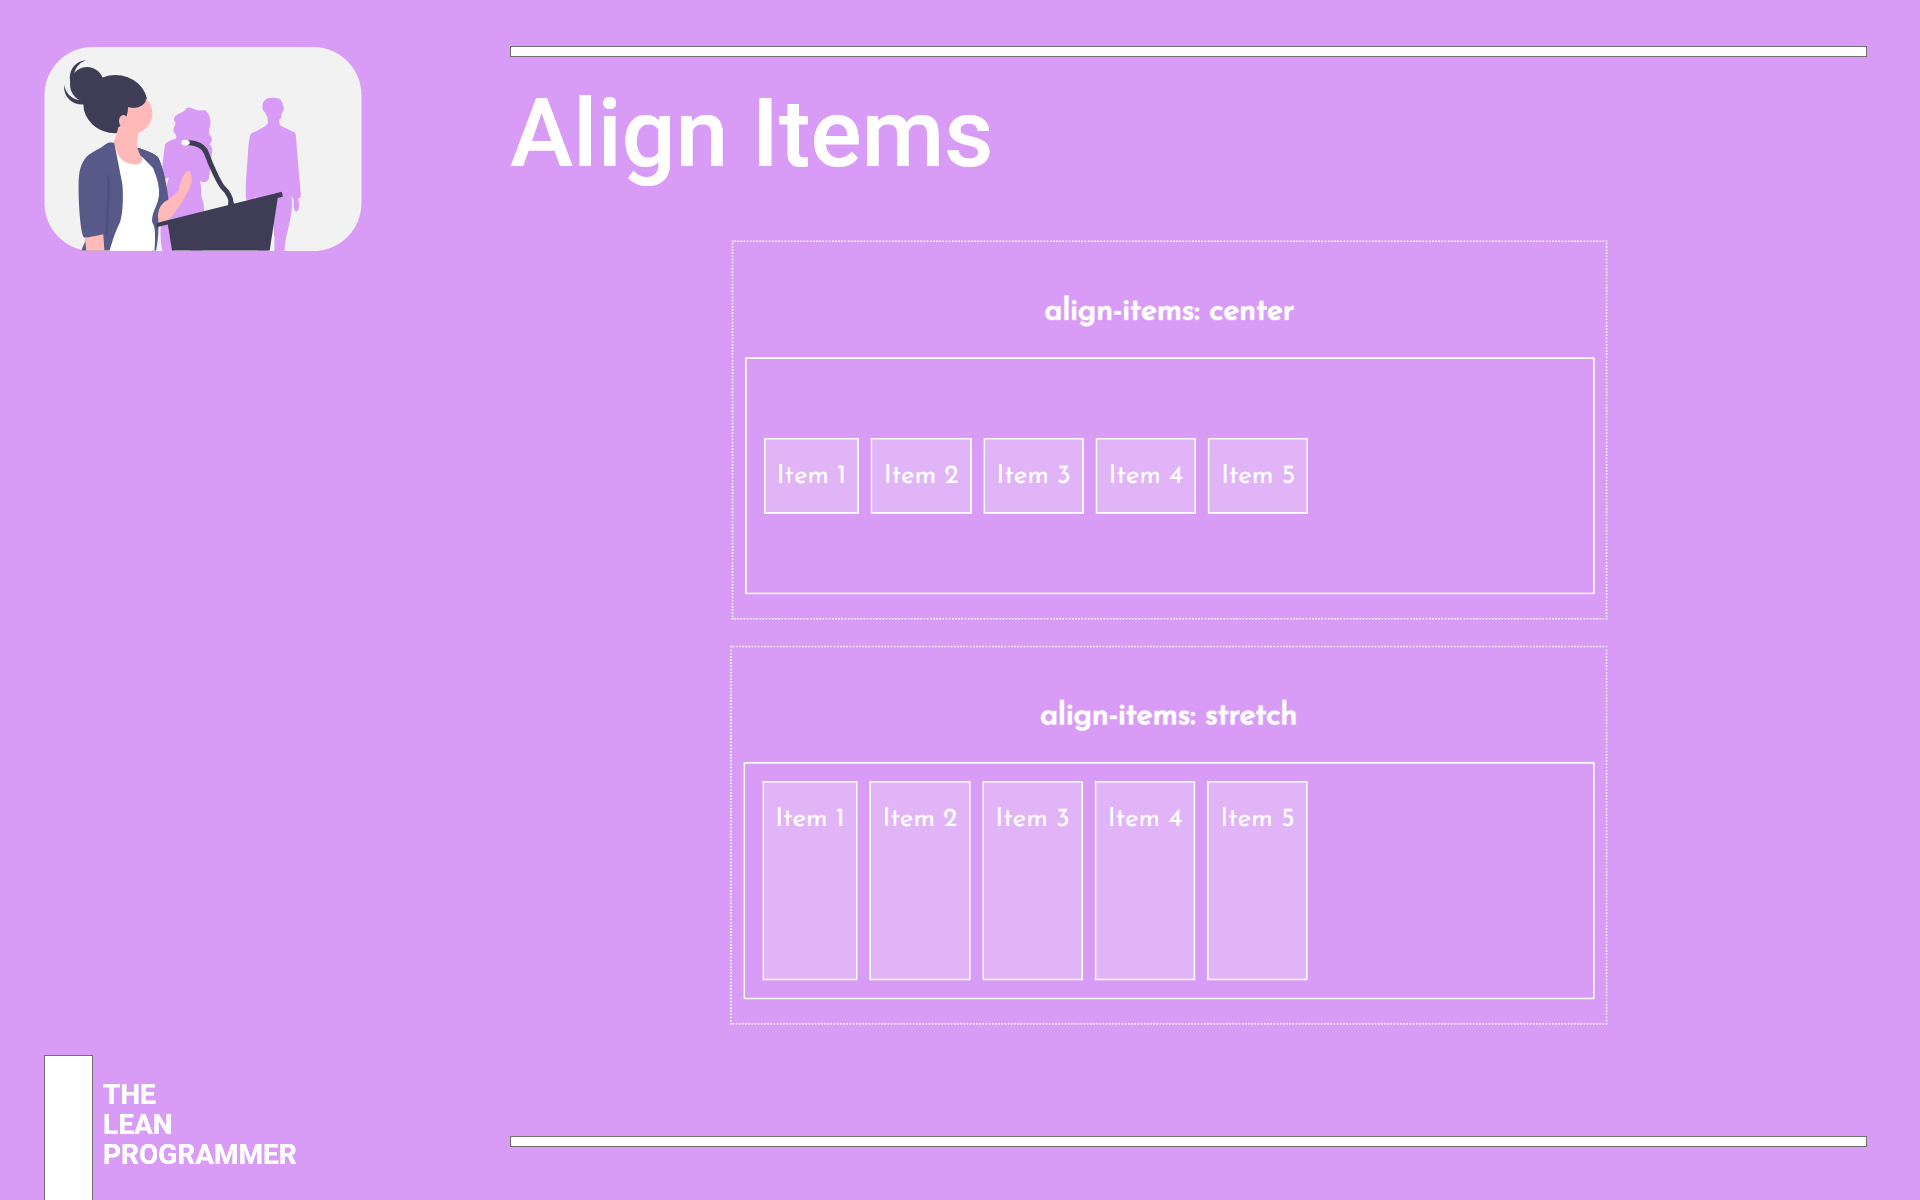 Align Items
align-items: center
Item 1 Item 2 Item 3 Item 4 Item 5
align-items: stretch
Item 1 Item 2 Item 3 Item 4 Item 5
THE
LEAN
PROGRAMMER